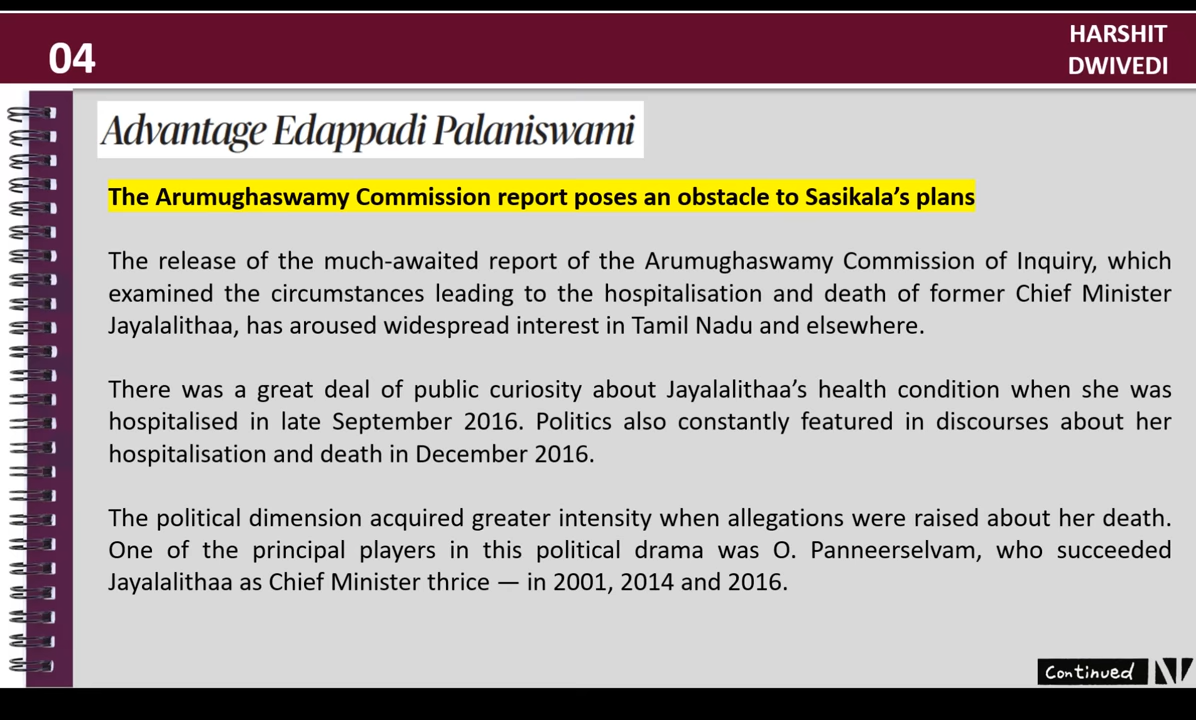 04
HARSHIT
DWIVEDI
Advantage Edappadi Palaniswami
The Arumughaswamy Commission report poses an obstacle to Sasikala’s plans
The release of the much-awaited report of the Arumughaswamy Commission of Inquiry, which
examined the circumstances leading to the hospitalisation and death of former Chief Minister
Jayalalithaa, has aroused widespread interest in Tamil Nadu and elsewhere.
There was a great deal of public curiosity about Jayalalithaa’s health condition when she was
hospitalised in late September 2016. Politics also constantly featured in discourses about her
hospitalisation and death in December 2016.
The political dimension acquired greater intensity when allegations were raised about her death.
One of the principal players in this political drama was O. Panneerselvam, who succeeded
Jayalalithaa as Chief Minister thrice — in 2001, 2014 and 2016.
Continued